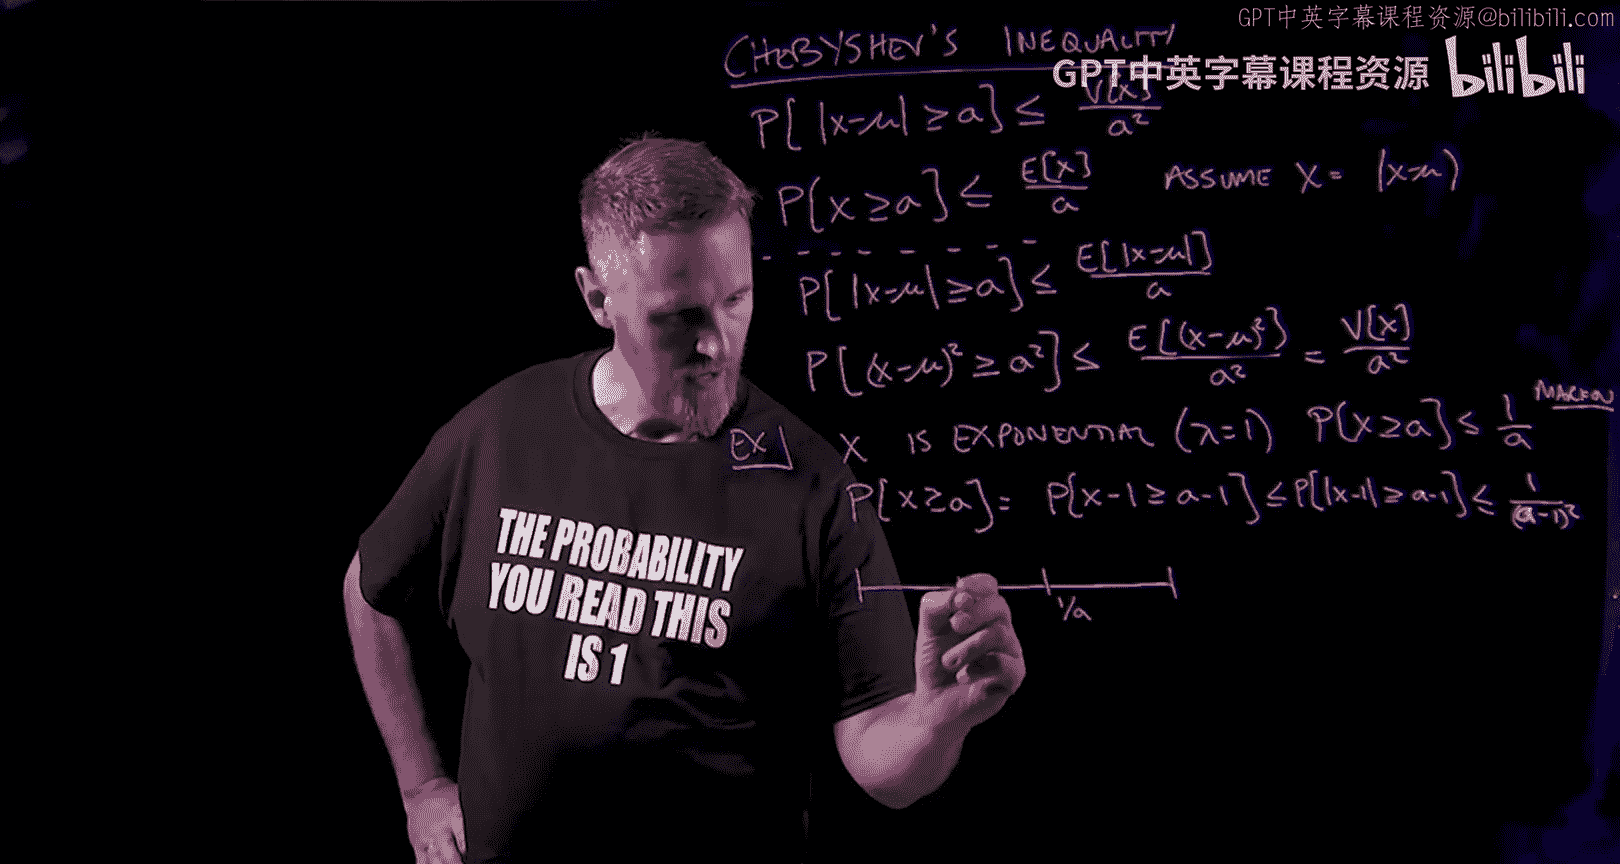 GPT中英字幕课程资源@bilibili.com
GPT中英字幕课程资源 bilibili
CHEBYSHEV'S INEQUALITY
P[|x-μ| ≥ a] ≤ V[x]/a²
P[x ≥ a] ≤ E[x]/a ASSUME X = |x-μ|
P[|x-μ| ≥ a] ≤ E[|x-μ|]/a
P[(x-μ)² ≥ a²] ≤ E[(x-μ)²]/a² = V[x]/a²
MARKOV
EX X IS EXPONENTIAL (λ=1) P[x ≥ a] ≤ 1/a
P[x ≥ a] = P[x-1 ≥ a-1] ≤ P[|x-1| ≥ a-1] ≤ 1/(a-1)²
1/a
THE PROBABILITY
YOU READ THIS
IS 1